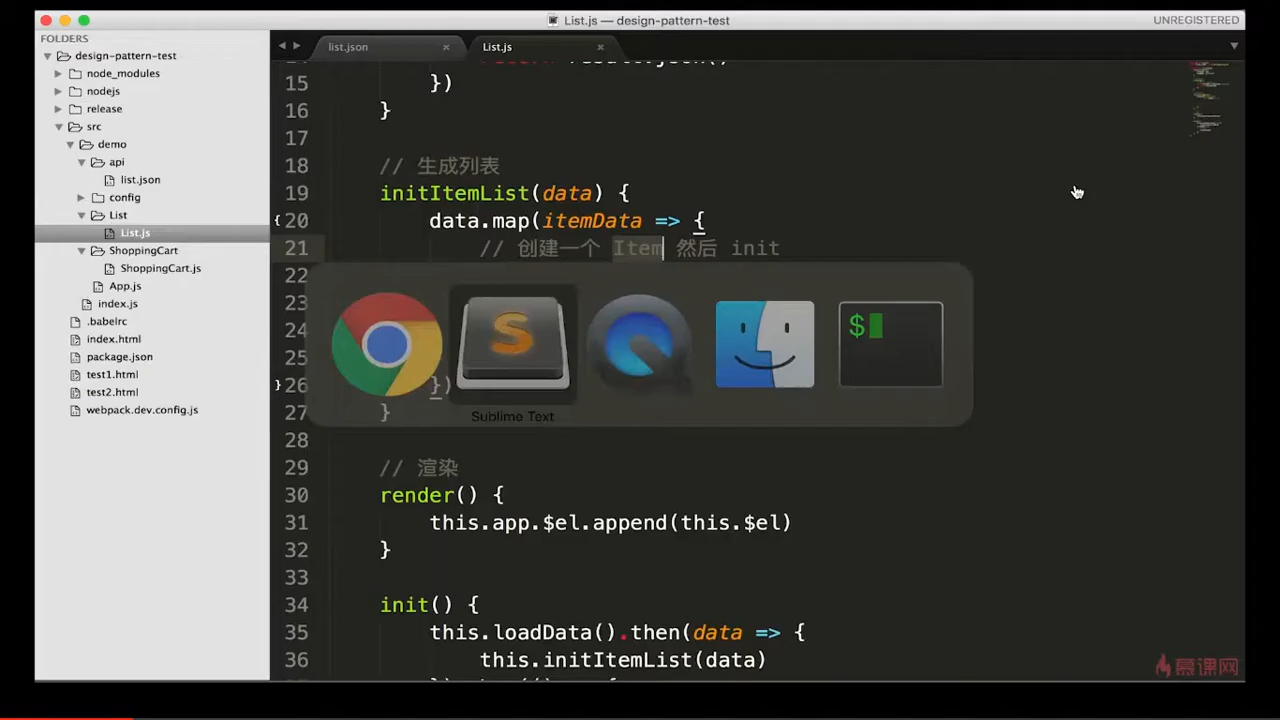 List.js — design-pattern-test
UNREGISTERED
FOLDERS
design-pattern-test
node_modules
nodejs
release
src
demo
api
list.json
config
List
List.js
ShoppingCart
ShoppingCart.js
App.js
index.js
.babelrc
index.html
package.json
test1.html
test2.html
webpack.dev.config.js
list.json
List.js
15 })
16 }
17
18 // 生成列表
19 initItemList(data) {
20 data.map(itemData => {
21 // 创建一个 Item 然后 init
22
23
24
25
26 })
27 }
28
29 // 渲染
30 render() {
31 this.app.$el.append(this.$el)
32 }
33
34 init() {
35 this.loadData().then(data => {
36 this.initItemList(data)
$
Sublime Text
慕课网